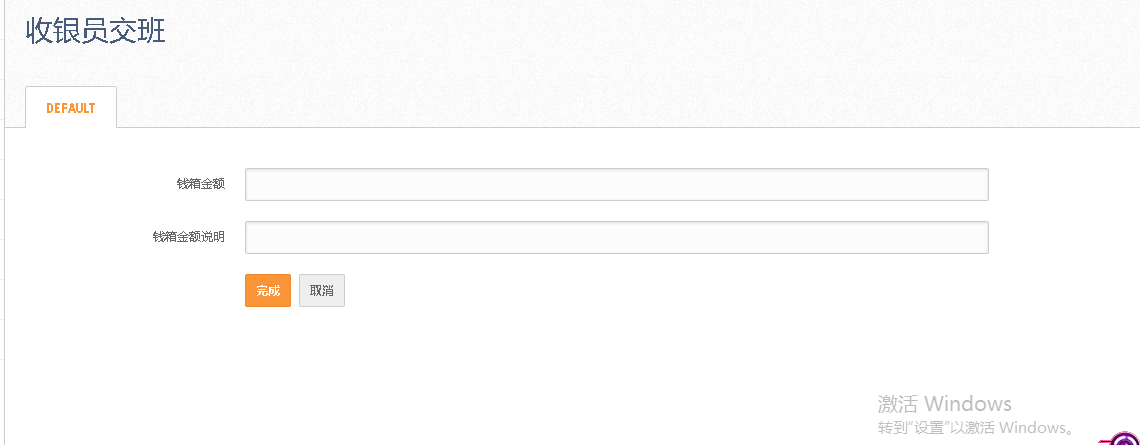 收银员交班
DEFAULT
钱箱金额
钱箱金额说明
完成 取消
激活 Windows
转到"设置"以激活 Windows。